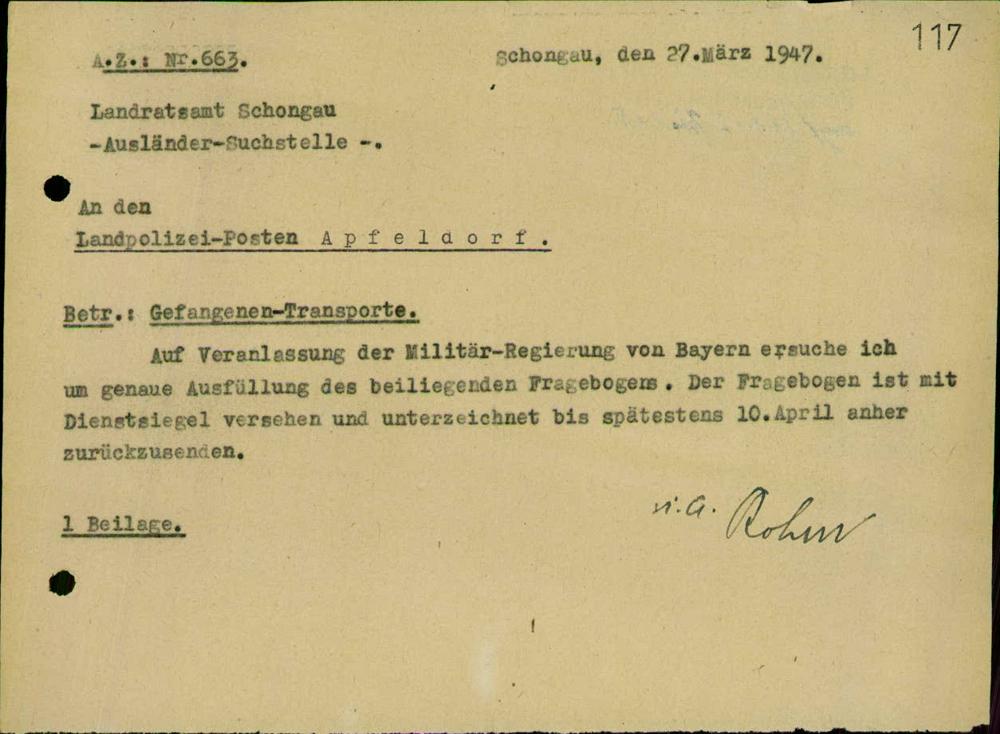 117
A.Z.: Nr.663.
Schongau, den 27.März 1947.
Landratsamt Schongau
-Ausländer-Suchstelle -.
An den
Landpolizei-Posten A p f e l d o r f .
Betr.: Gefangenen-Transporte.
Auf Veranlassung der Militär-Regierung von Bayern ersuche ich
um genaue Ausfüllung des beiliegenden Fragebogens. Der Fragebogen ist mit
Dienstsiegel versehen und unterzeichnet bis spätestens 10.April anher
zurückzusenden.
1 Beilage.
i.A.